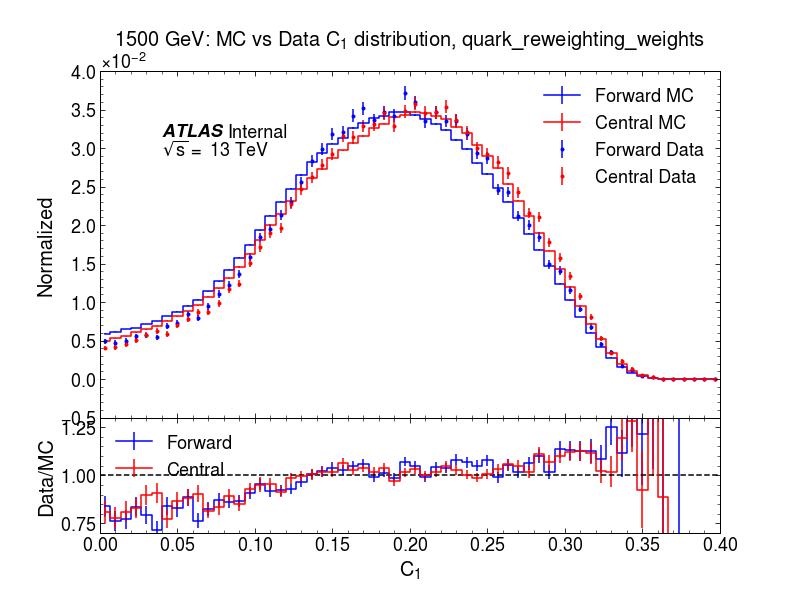 1500 GeV: MC vs Data C₁ distribution, quark_reweighting_weights
×10⁻²
4.0
3.5
3.0
2.5
2.0
1.5
1.0
0.5
0.0
−0.5
Normalized
ATLAS Internal
√s = 13 TeV
Forward MC
Central MC
Forward Data
Central Data
1.25
1.00
0.75
Data/MC
Forward
Central
0.00 0.05 0.10 0.15 0.20 0.25 0.30 0.35 0.40
C₁